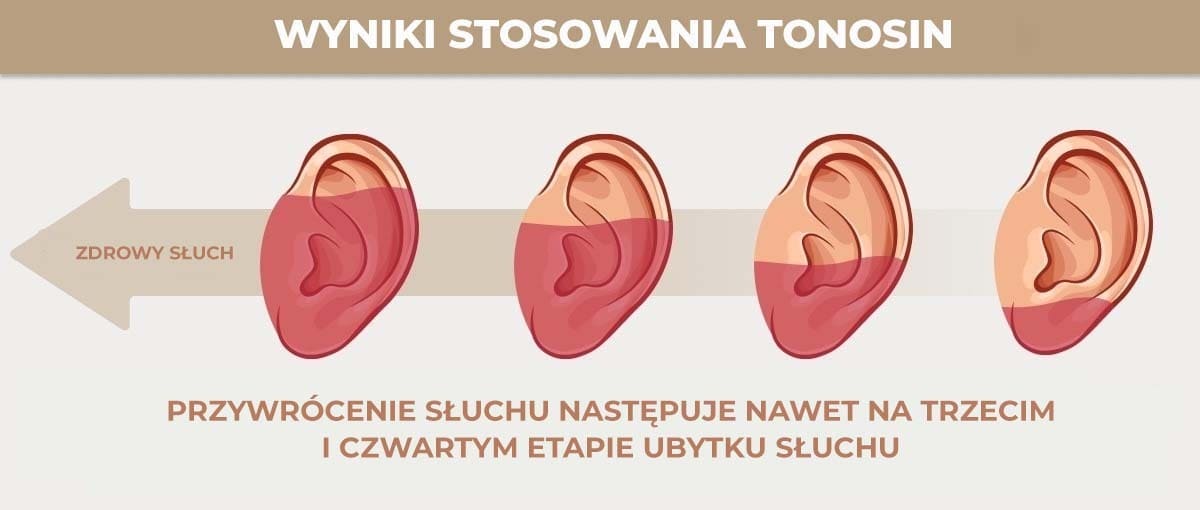 WYNIKI STOSOWANIA TONOSIN
ZDROWY SŁUCH
PRZYWRÓCENIE SŁUCHU NASTĘPUJE NAWET NA TRZECIM
I CZWARTYM ETAPIE UBYTKU SŁUCHU